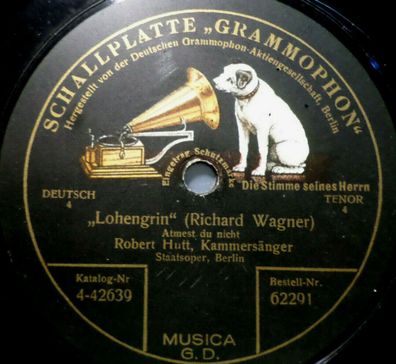 SCHALLPLATTE „GRAMMOPHON“
Hergestellt von der Deutschen Grammophon-Aktiengesellschaft, Berlin
Eingetrag. Schutzmarke
Die Stimme seines Herrn
DEUTSCH
4
TENOR
4
„Lohengrin“ (Richard Wagner)
Atmest du nicht
Robert Hutt, Kammersänger
Staatsoper, Berlin
Katalog-Nr
4-42639
Bestell-Nr.
62291
MUSICA
G. D.